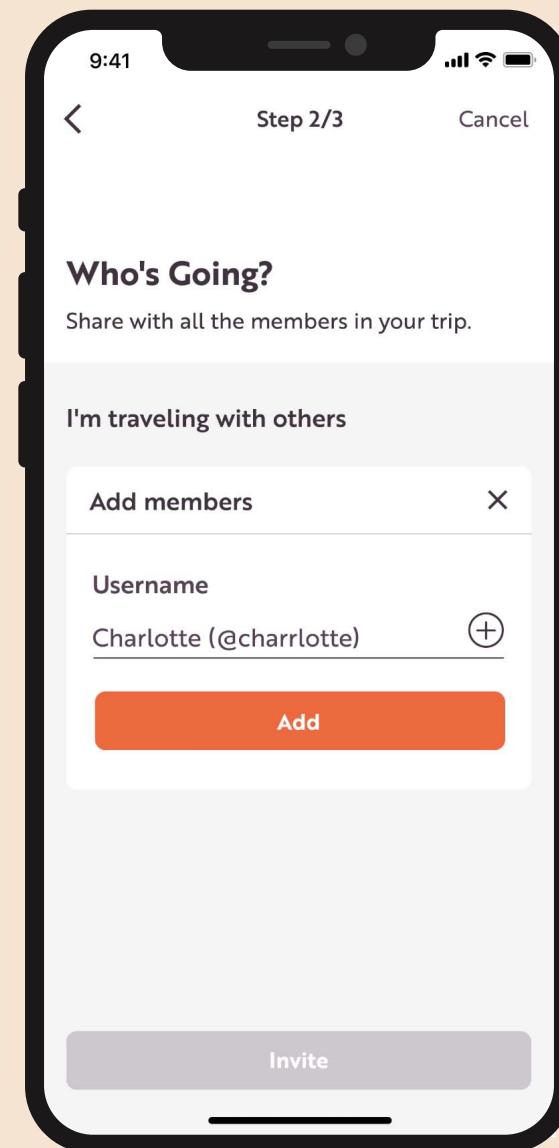 9:41
Step 2/3 Cancel
Who's Going?
Share with all the members in your trip.
I'm traveling with others
Add members
Username
Charlotte (@charrlotte)
Add
Invite